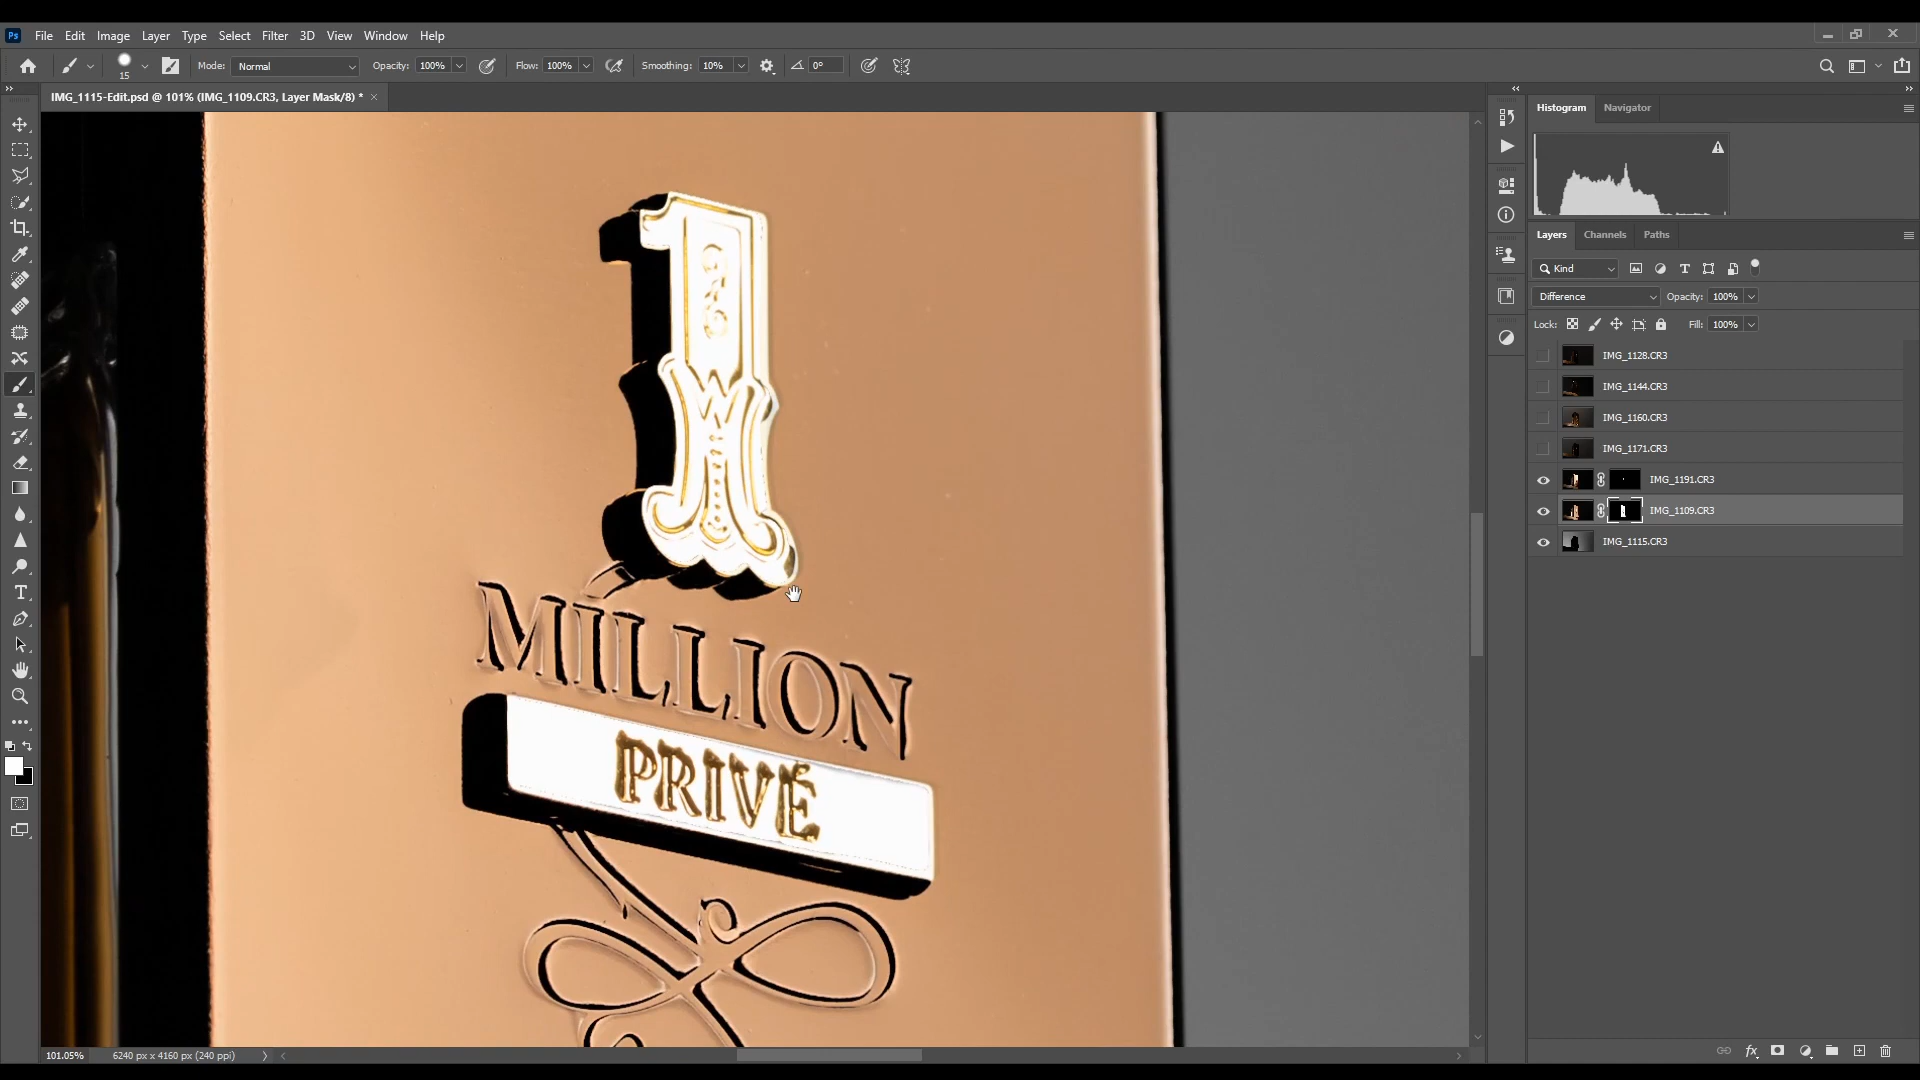 Ps File Edit Image Layer Type Select Filter 3D View Window Help
15 Mode: Normal Opacity: 100% Flow: 100% Smoothing: 10% 0°
IMG_1115-Edit.psd @ 101% (IMG_1109.CR3, Layer Mask/8) * ×
Histogram Navigator
1
MILLION
PRIVÉ
Layers Channels Paths
Kind
Difference Opacity: 100%
Lock: Fill: 100%
IMG_1128.CR3
IMG_1144.CR3
IMG_1160.CR3
IMG_1171.CR3
IMG_1191.CR3
IMG_1109.CR3
IMG_1115.CR3
101.05% 6240 px x 4160 px (240 ppi)